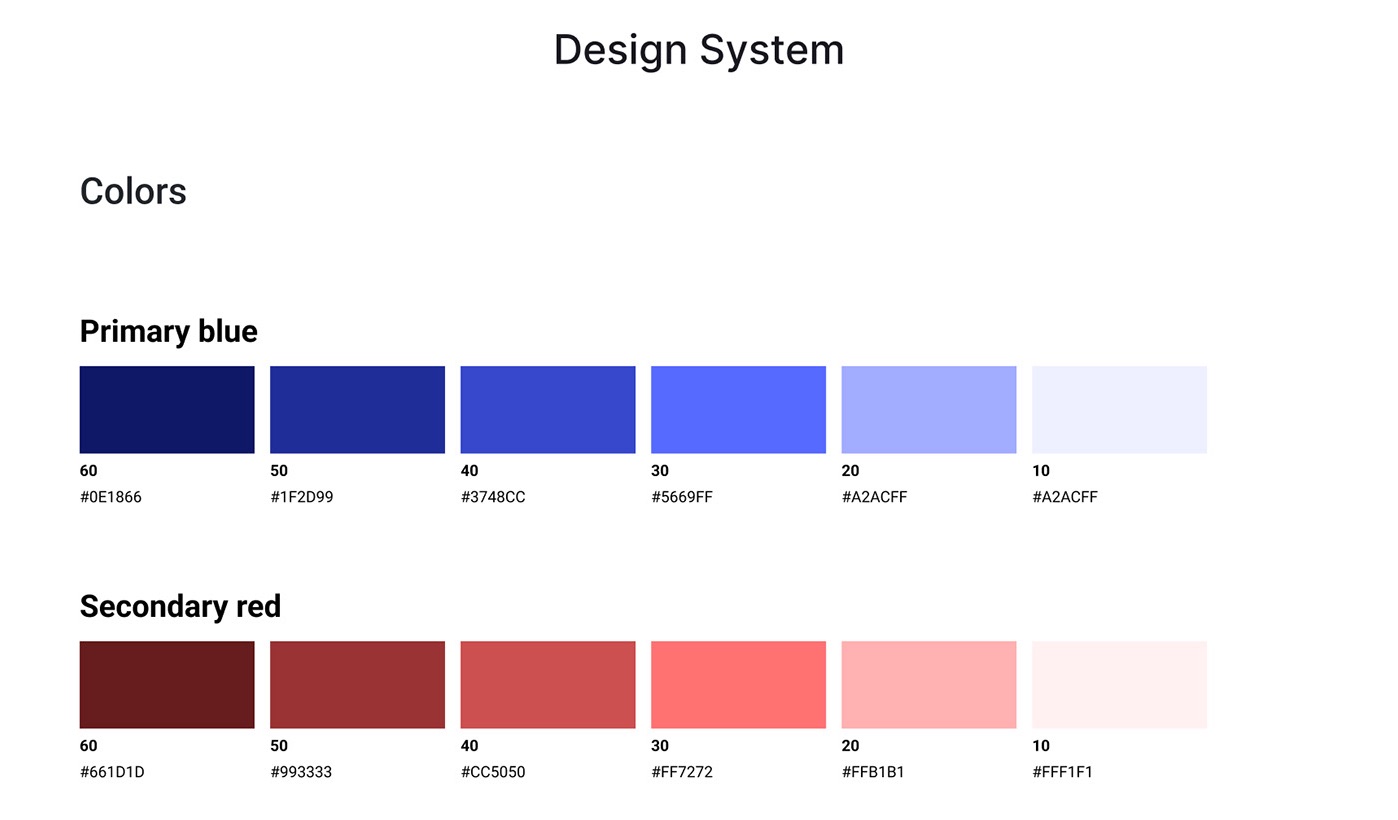 Design System
Colors
Primary blue
60 50 40 30 20 10
#0E1866 #1F2D99 #3748CC #5669FF #A2ACFF #A2ACFF
Secondary red
60 50 40 30 20 10
#661D1D #993333 #CC5050 #FF7272 #FFB1B1 #FFF1F1